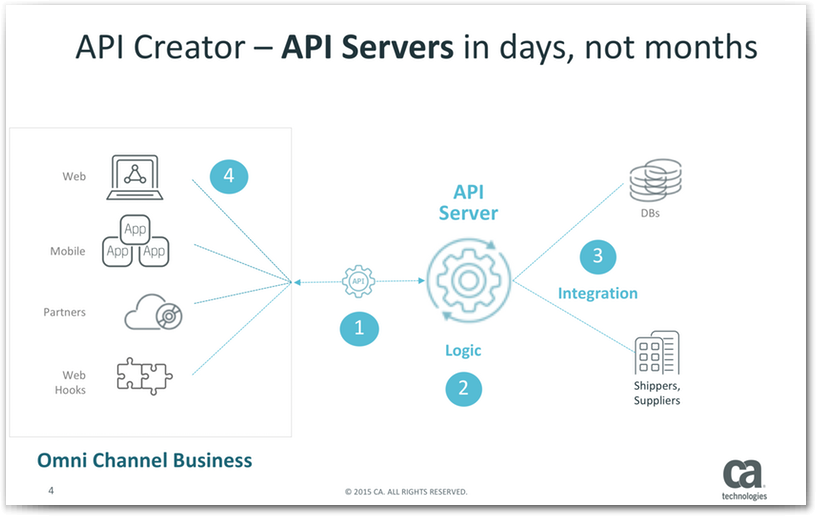 API Creator – API Servers in days, not months
Web
4
App
App
App
Mobile
Partners
Web
Hooks
Omni Channel Business
API
1
API
Server
Logic
2
DBs
3
Integration
Shippers,
Suppliers
4
© 2015 CA. ALL RIGHTS RESERVED.
ca
technologies